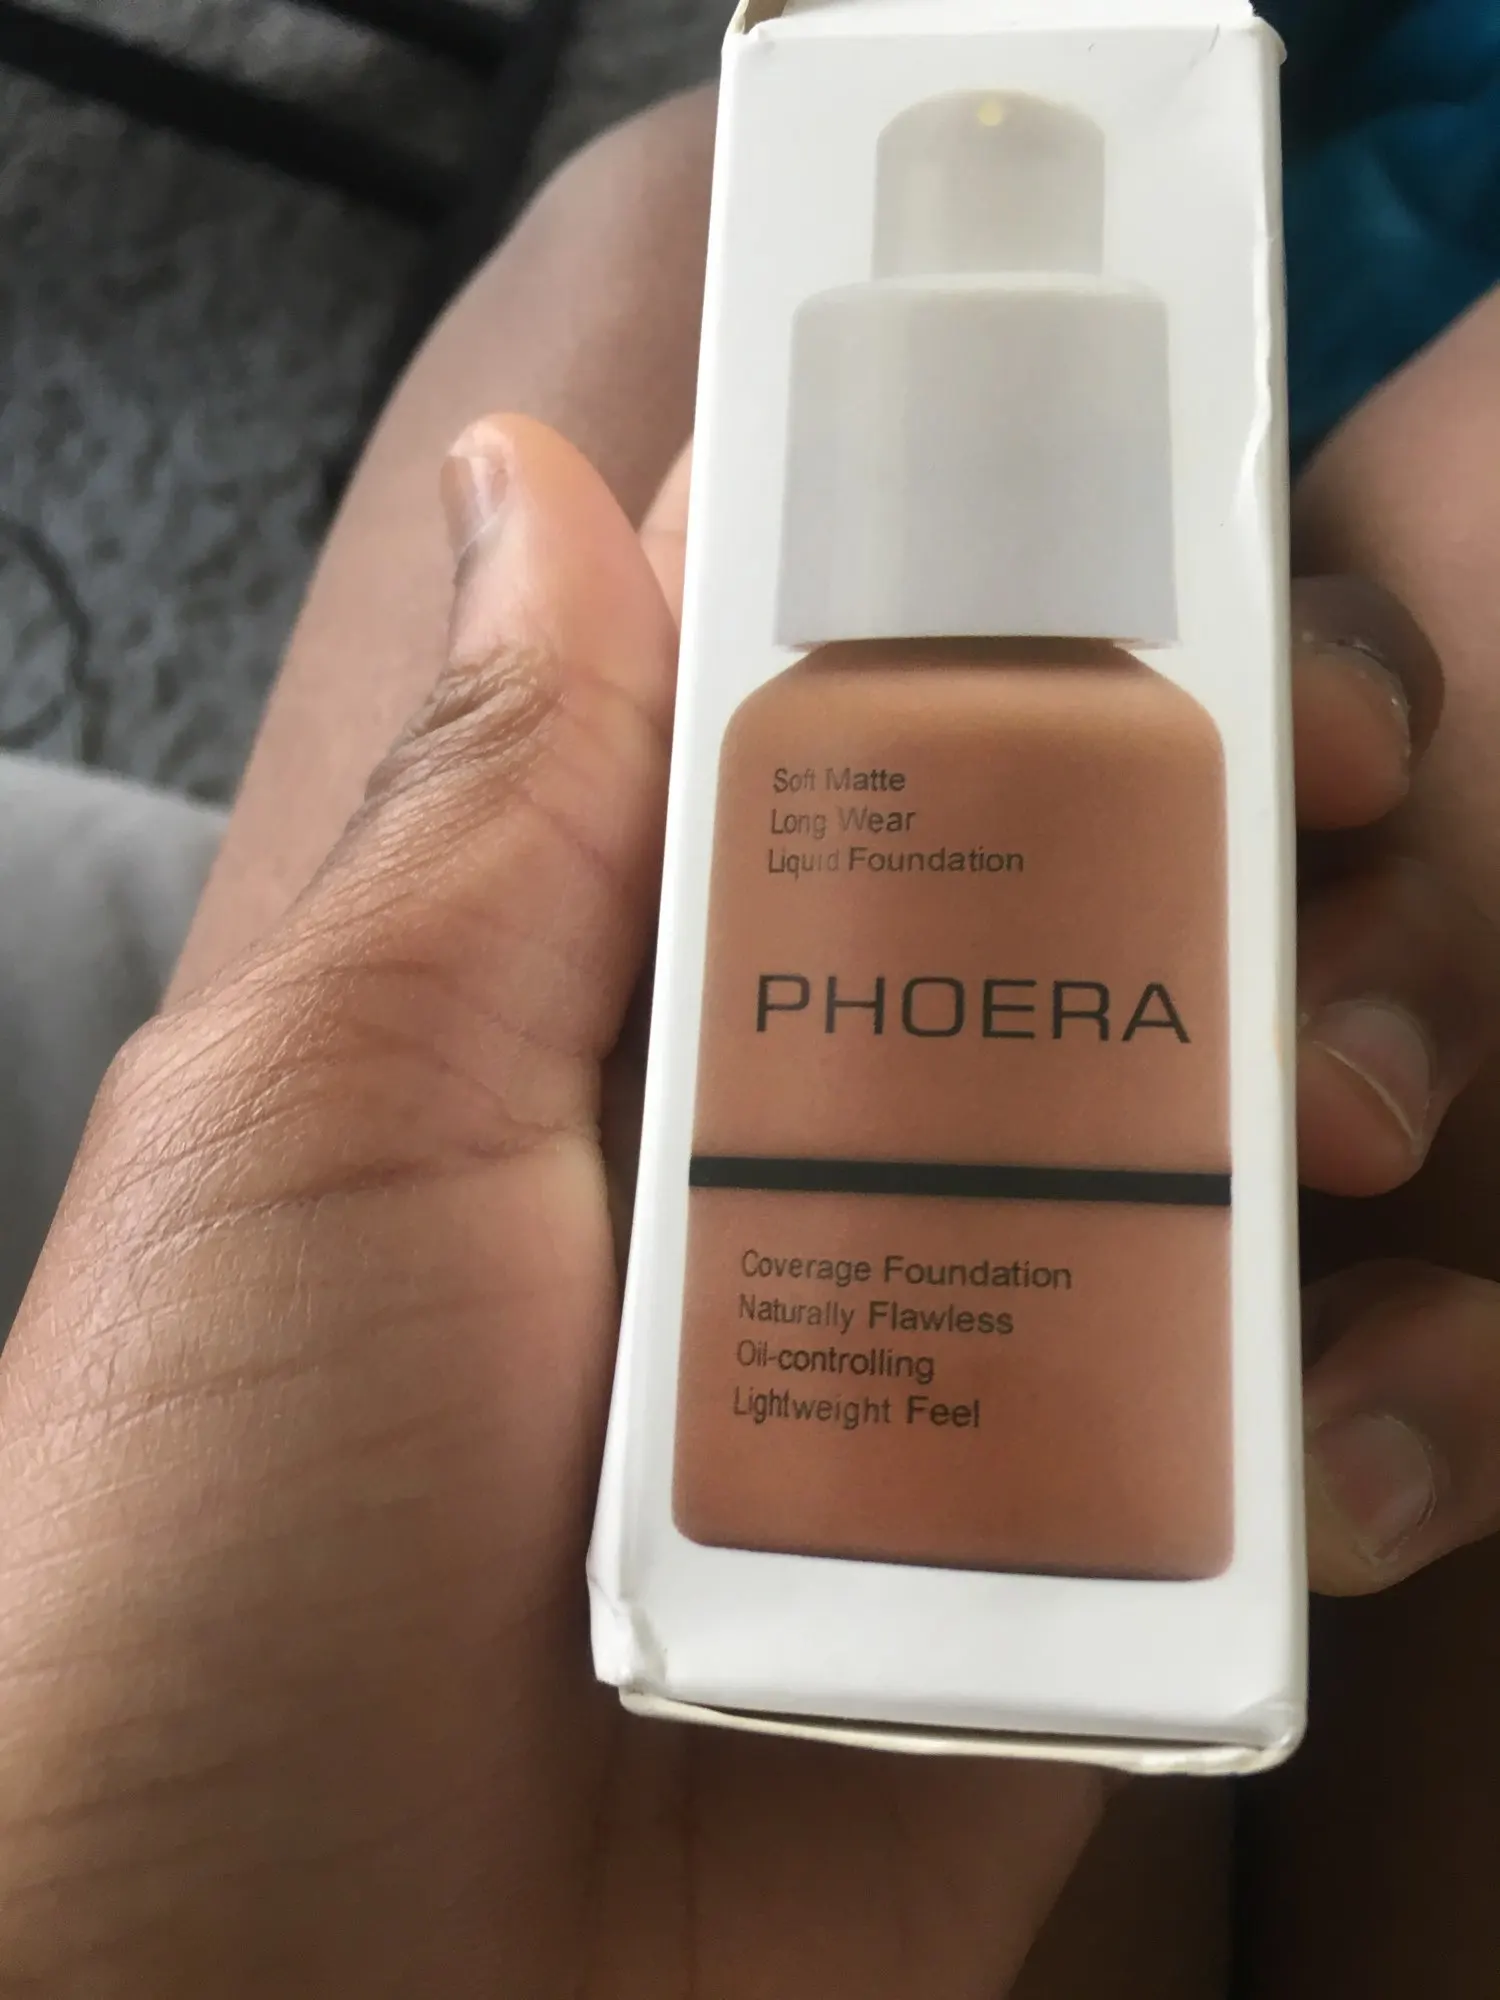 Soft Matte
Long Wear
Liquid Foundation
PHOERA
Coverage Foundation
Naturally Flawless
Oil-controlling
Lightweight Feel